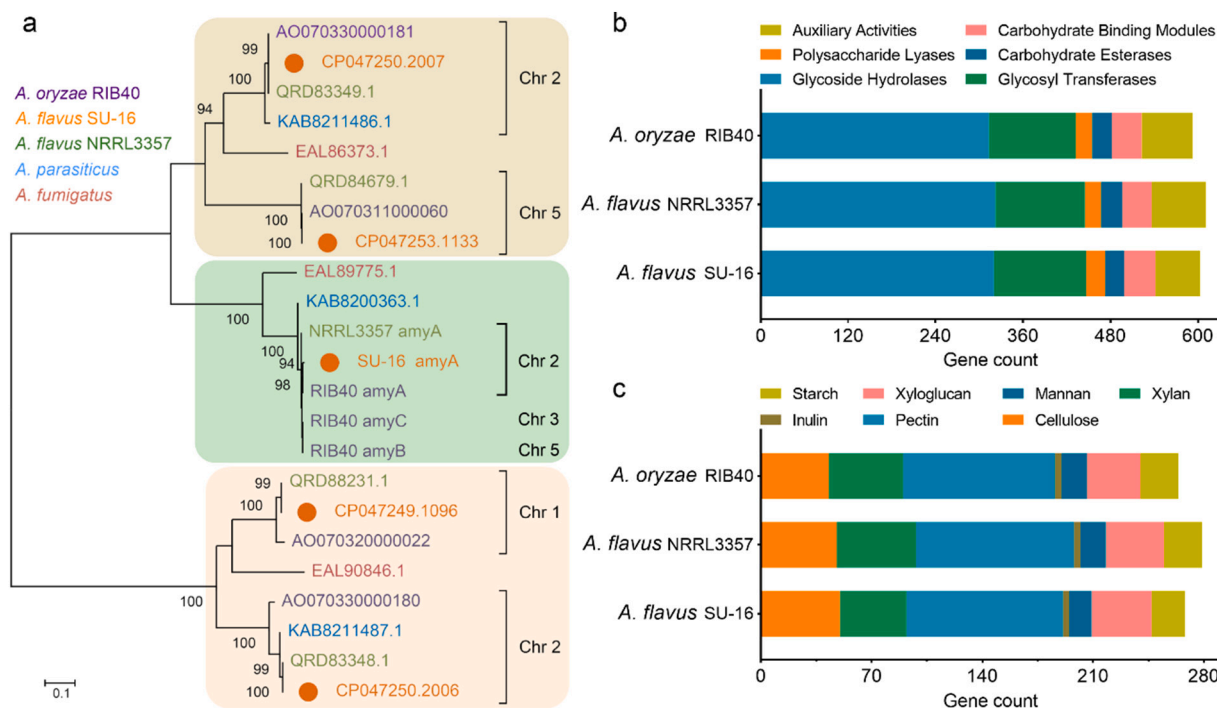 a
A. oryzae RIB40
A. flavus SU-16
A. flavus NRRL3357
A. parasiticus
A. fumigatus
99
100
94
100
100
AO070330000181
CP047250.2007
QRD83349.1
KAB8211486.1
Chr 2
EAL86373.1
QRD84679.1
AO070311000060
CP047253.1133
Chr 5
EAL89775.1
KAB8200363.1
NRRL3357 amyA
SU-16 amyA
RIB40 amyA
Chr 2
RIB40 amyC
Chr 3
RIB40 amyB
Chr 5
100
100
94
98
QRD88231.1
CP047249.1096
AO070320000022
Chr 1
99
100
EAL90846.1
100
AO070330000180
KAB8211487.1
QRD83348.1
CP047250.2006
Chr 2
100
99
100
0.1
b
Auxiliary Activities
Carbohydrate Binding Modules
Polysaccharide Lyases
Carbohydrate Esterases
Glycoside Hydrolases
Glycosyl Transferases
A. oryzae RIB40
A. flavus NRRL3357
A. flavus SU-16
0 120 240 360 480 600
Gene count
c
Starch
Xyloglucan
Mannan
Xylan
Inulin
Pectin
Cellulose
A. oryzae RIB40
A. flavus NRRL3357
A. flavus SU-16
0 70 140 210 280
Gene count